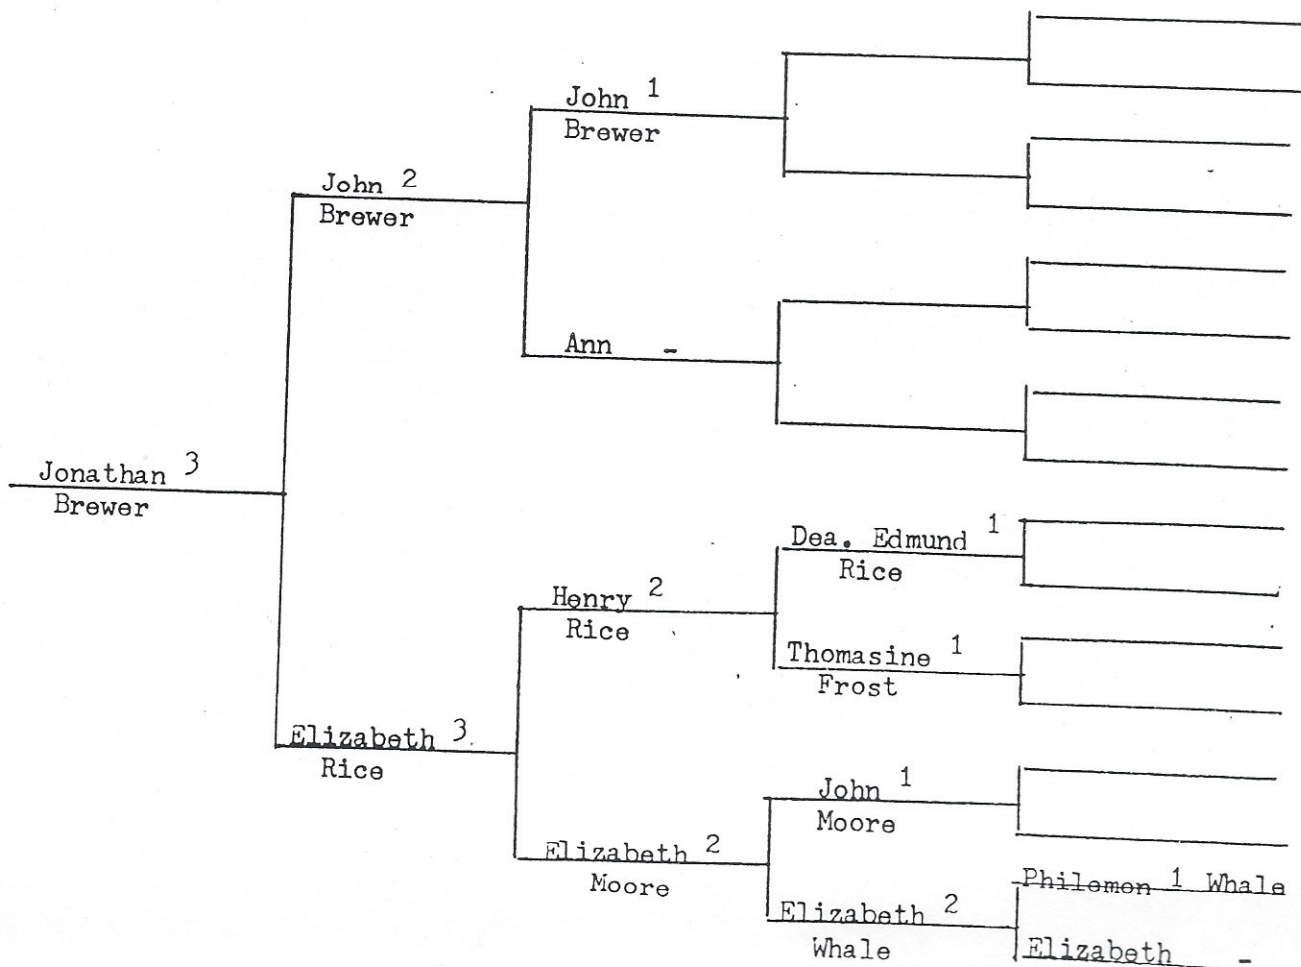 John 1
Brewer
John 2
Brewer
Ann -
Jonathan 3
Brewer
Dea. Edmund 1
Rice
Henry 2
Rice
Thomasine 1
Frost
Elizabeth 3
Rice
John 1
Moore
Elizabeth 2
Moore
Philemon 1 Whale
Elizabeth 2
Whale
Elizabeth -